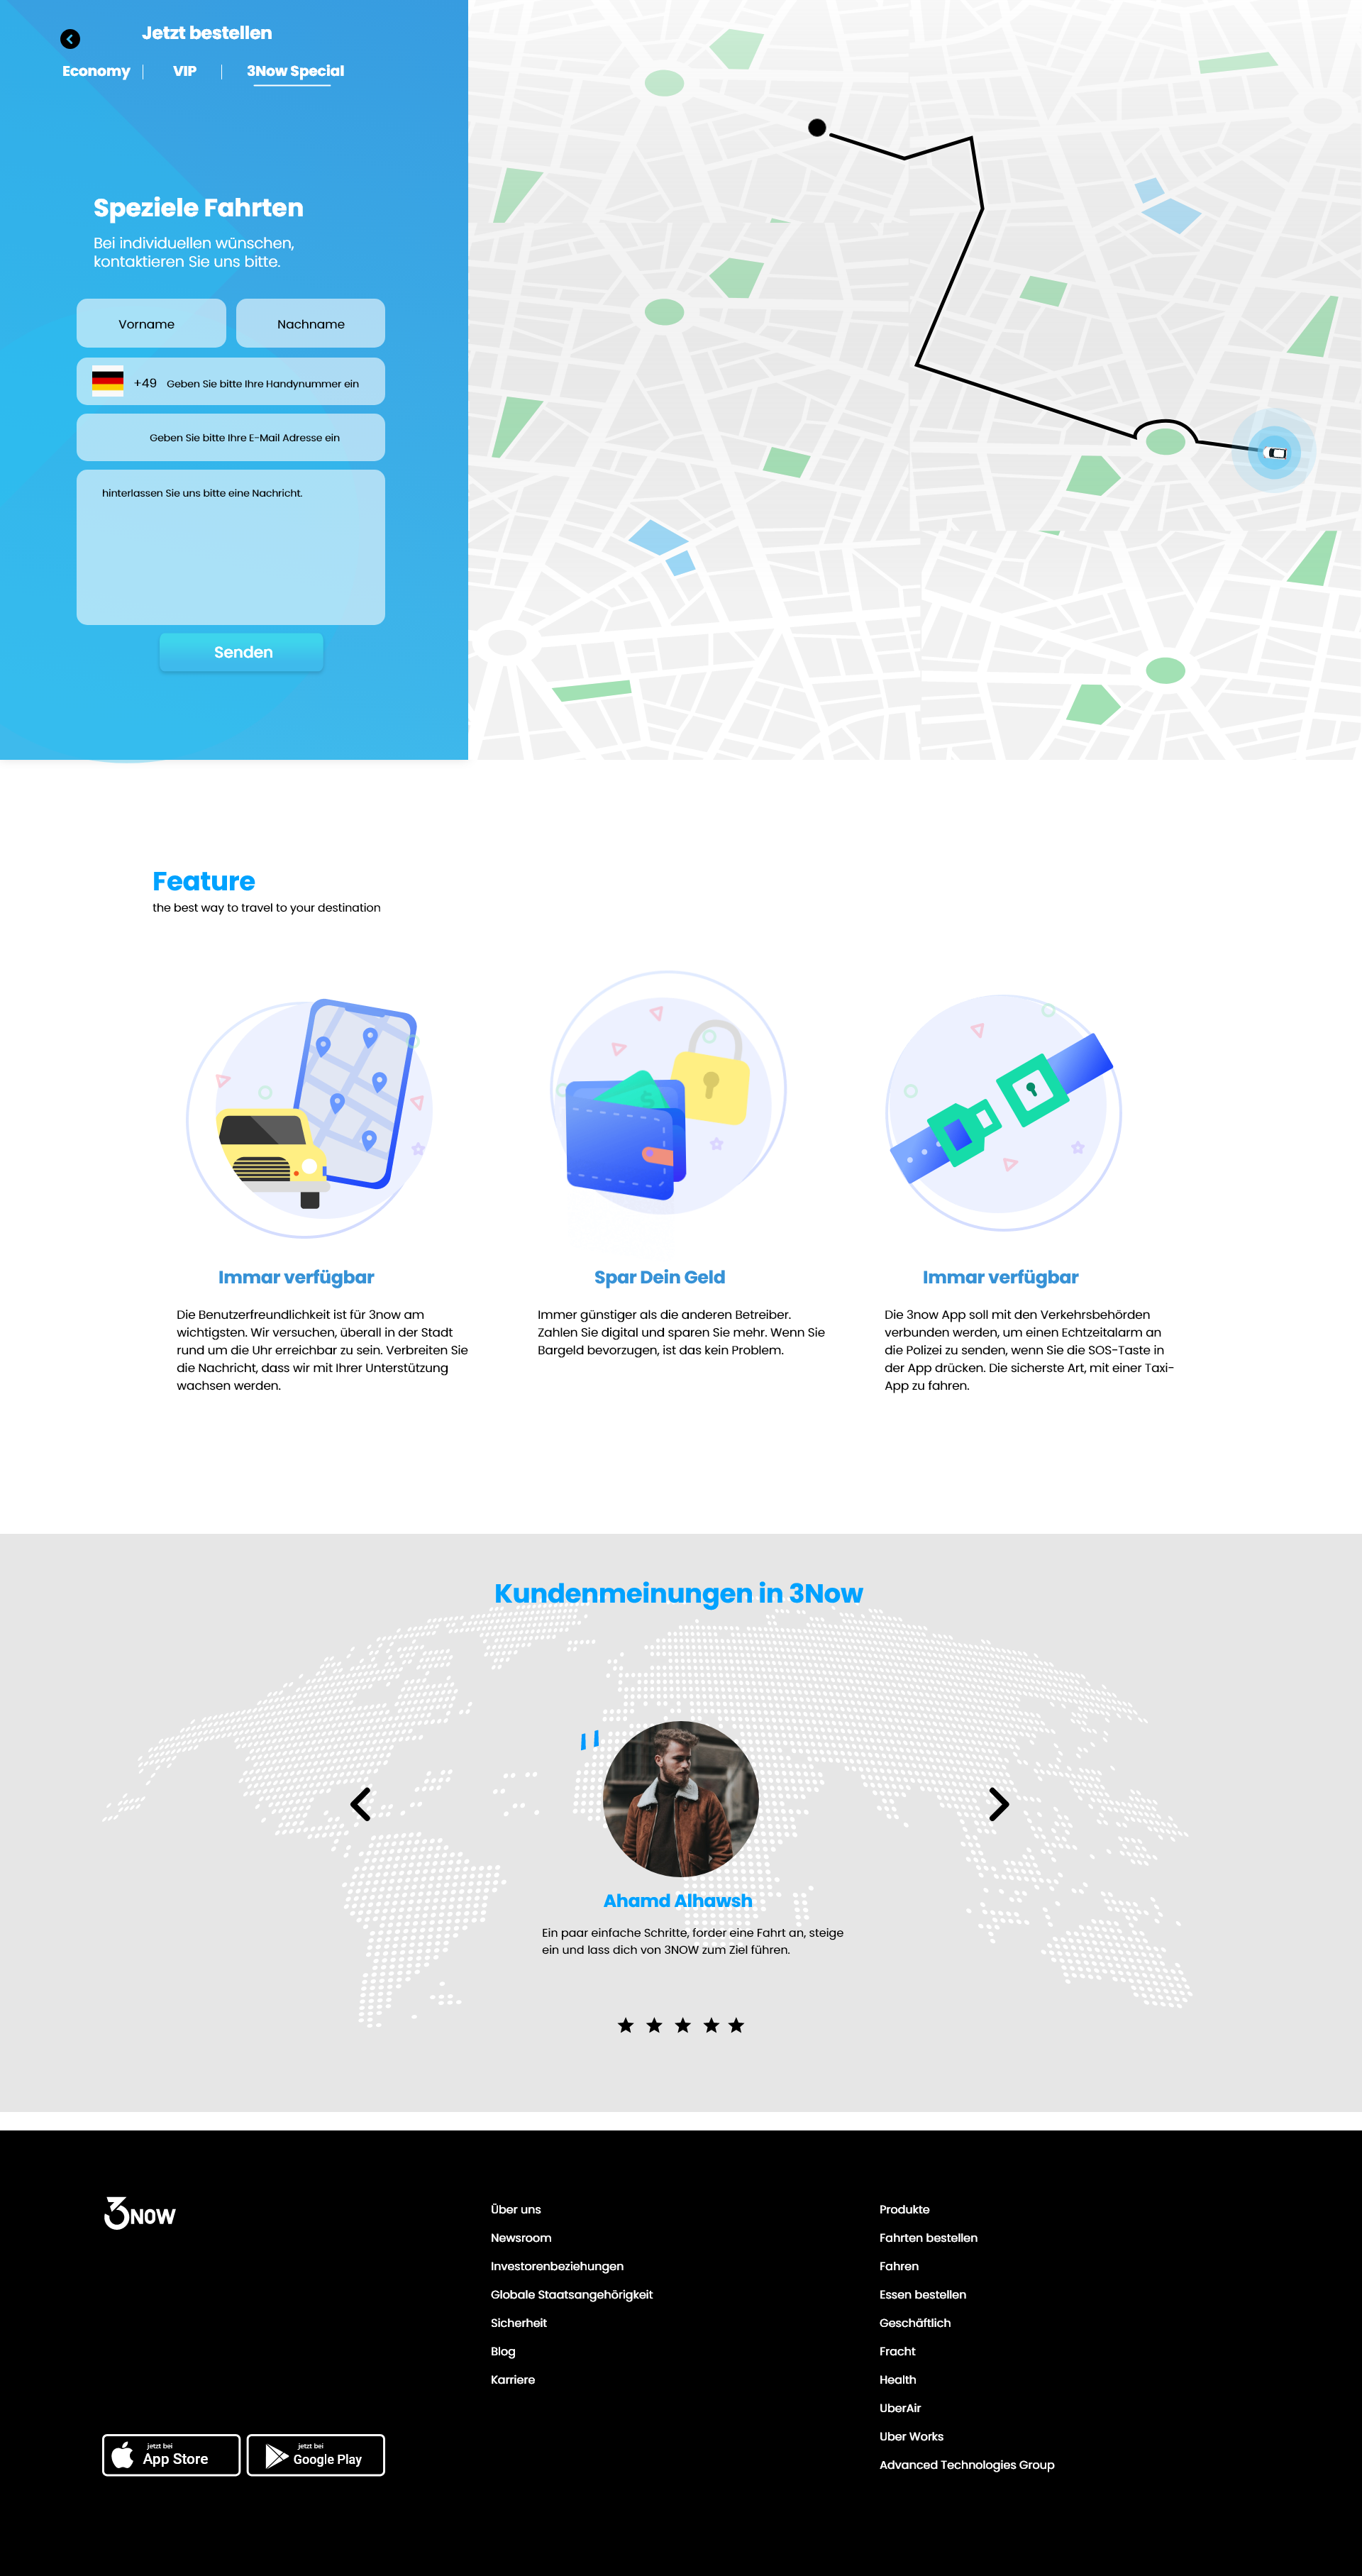 Jetzt bestellen
Economy
VIP
3Now Special
Speziele Fahrten
Bei individuellen wünschen,
kontaktieren Sie uns bitte.
Vorname
Nachname
+49 Geben Sie bitte Ihre Handynummer ein
Geben Sie bitte Ihre E-Mail Adresse ein
hinterlassen Sie uns bitte eine Nachricht.
Senden
Feature
the best way to travel to your destination
Immar verfügbar
Die Benutzerfreundlichkeit ist für 3now am
wichtigsten. Wir versuchen, überall in der Stadt
rund um die Uhr erreichbar zu sein. Verbreiten Sie
die Nachricht, dass wir mit Ihrer Unterstützung
wachsen werden.
Spar Dein Geld
Immer günstiger als die anderen Betreiber.
Zahlen Sie digital und sparen Sie mehr. Wenn Sie
Bargeld bevorzugen, ist das kein Problem.
Immar verfügbar
Die 3now App soll mit den Verkehrsbehörden
verbunden werden, um einen Echtzeitalarm an
die Polizei zu senden, wenn Sie die SOS-Taste in
der App drücken. Die sicherste Art, mit einer Taxi-
App zu fahren.
Kundenmeinungen in 3Now
"
Ahamd Alhawsh
Ein paar einfache Schritte, forder eine Fahrt an, steige
ein und lass dich von 3NOW zum Ziel führen.
3NOW
Über uns
Newsroom
Investorenbeziehungen
Globale Staatsangehörigkeit
Sicherheit
Blog
Karriere
Produkte
Fahrten bestellen
Fahren
Essen bestellen
Geschäftlich
Fracht
Health
UberAir
Uber Works
Advanced Technologies Group
jetzt bei
App Store
jetzt bei
Google Play